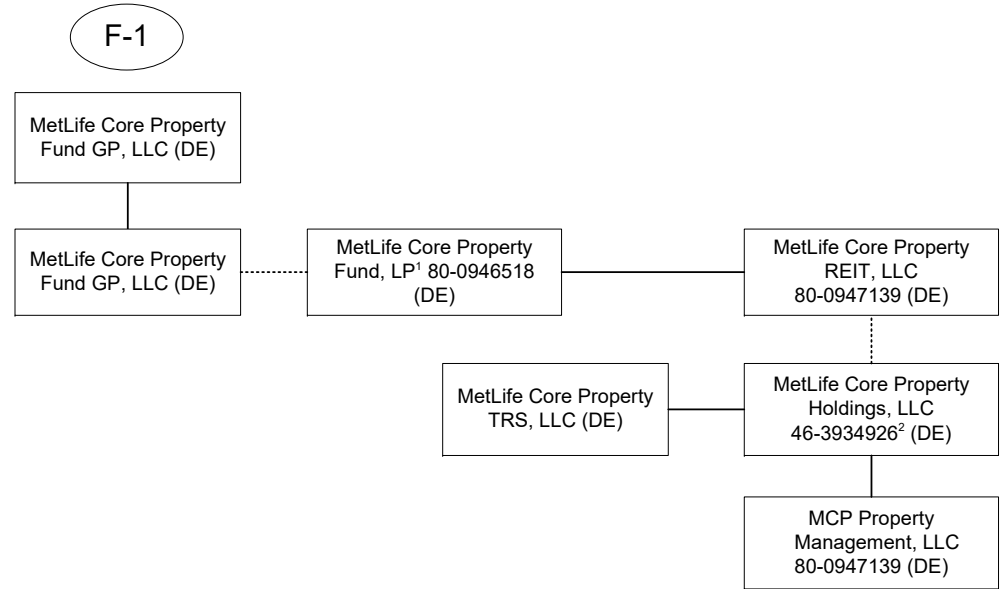 F-1
MetLife Core Property
Fund GP, LLC (DE)
MetLife Core Property
Fund GP, LLC (DE)
MetLife Core Property
Fund, LP¹ 80-0946518
(DE)
MetLife Core Property
REIT, LLC
80-0947139 (DE)
MetLife Core Property
TRS, LLC (DE)
MetLife Core Property
Holdings, LLC
46-3934926² (DE)
MCP Property
Management, LLC
80-0947139 (DE)